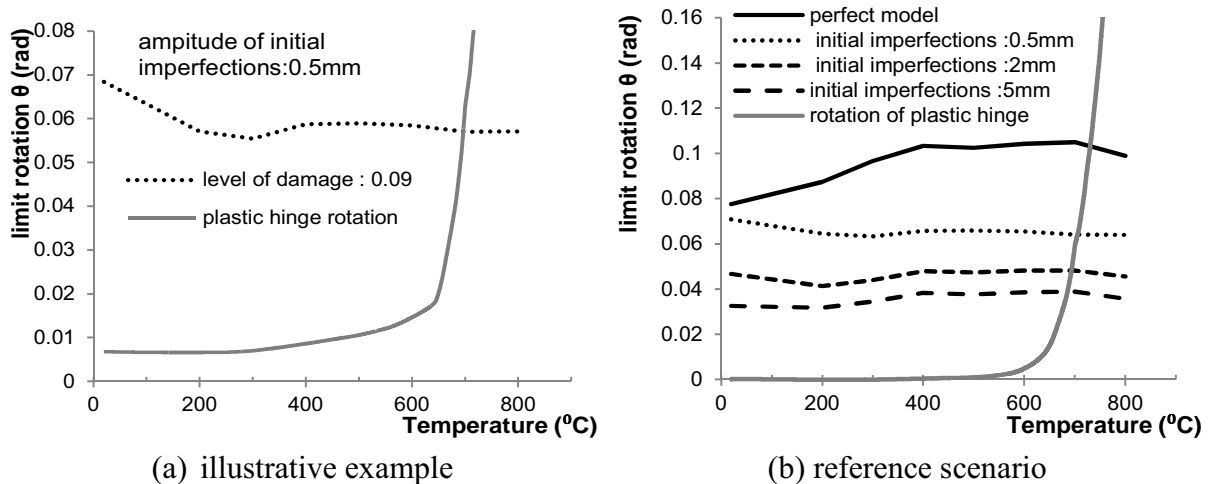 0.08
0.07
0.06
0.05
0.04
0.03
0.02
0.01
0
limit rotation θ (rad)
ampitude of initial
imperfections:0.5mm
level of damage : 0.09
plastic hinge rotation
0 200 400 600 800
Temperature (⁰C)
(a) illustrative example
0.16
0.14
0.12
0.1
0.08
0.06
0.04
0.02
0
limit rotation θ (rad)
perfect model
initial imperfections :0.5mm
initial imperfections :2mm
initial imperfections :5mm
rotation of plastic hinge
0 200 400 600 800
Temperature (⁰C)
(b) reference scenario